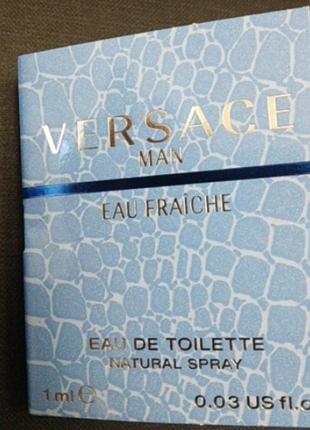 VERSACE
MAN
EAU FRAÎCHE
EAU DE TOILETTE
NATURAL SPRAY
1 ml ℮ 0.03 US fl.